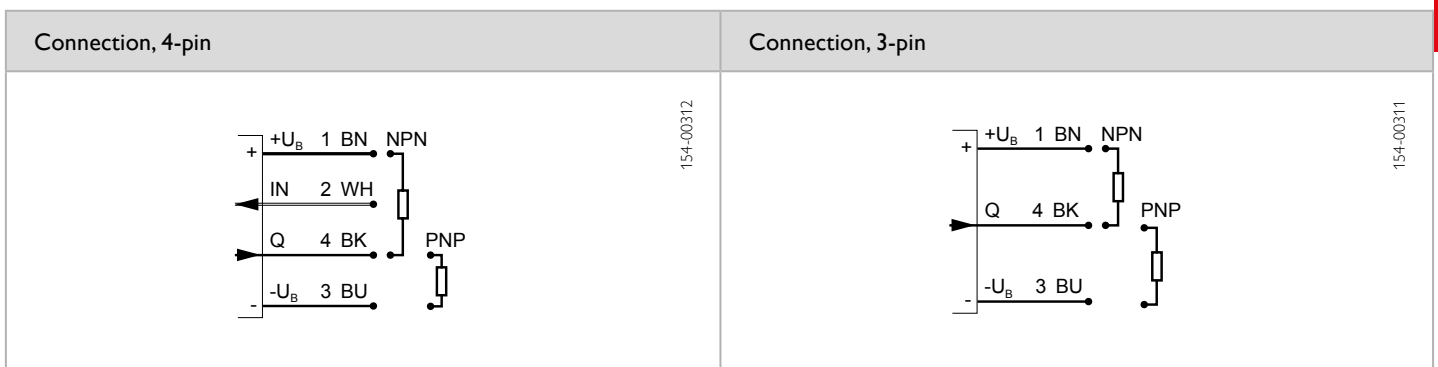 Connection, 4-pin
Connection, 3-pin
+U_B 1 BN NPN
+
IN 2 WH
Q 4 BK PNP
-U_B 3 BU
-
154-00312
+U_B 1 BN NPN
+
Q 4 BK PNP
-U_B 3 BU
-
154-00311